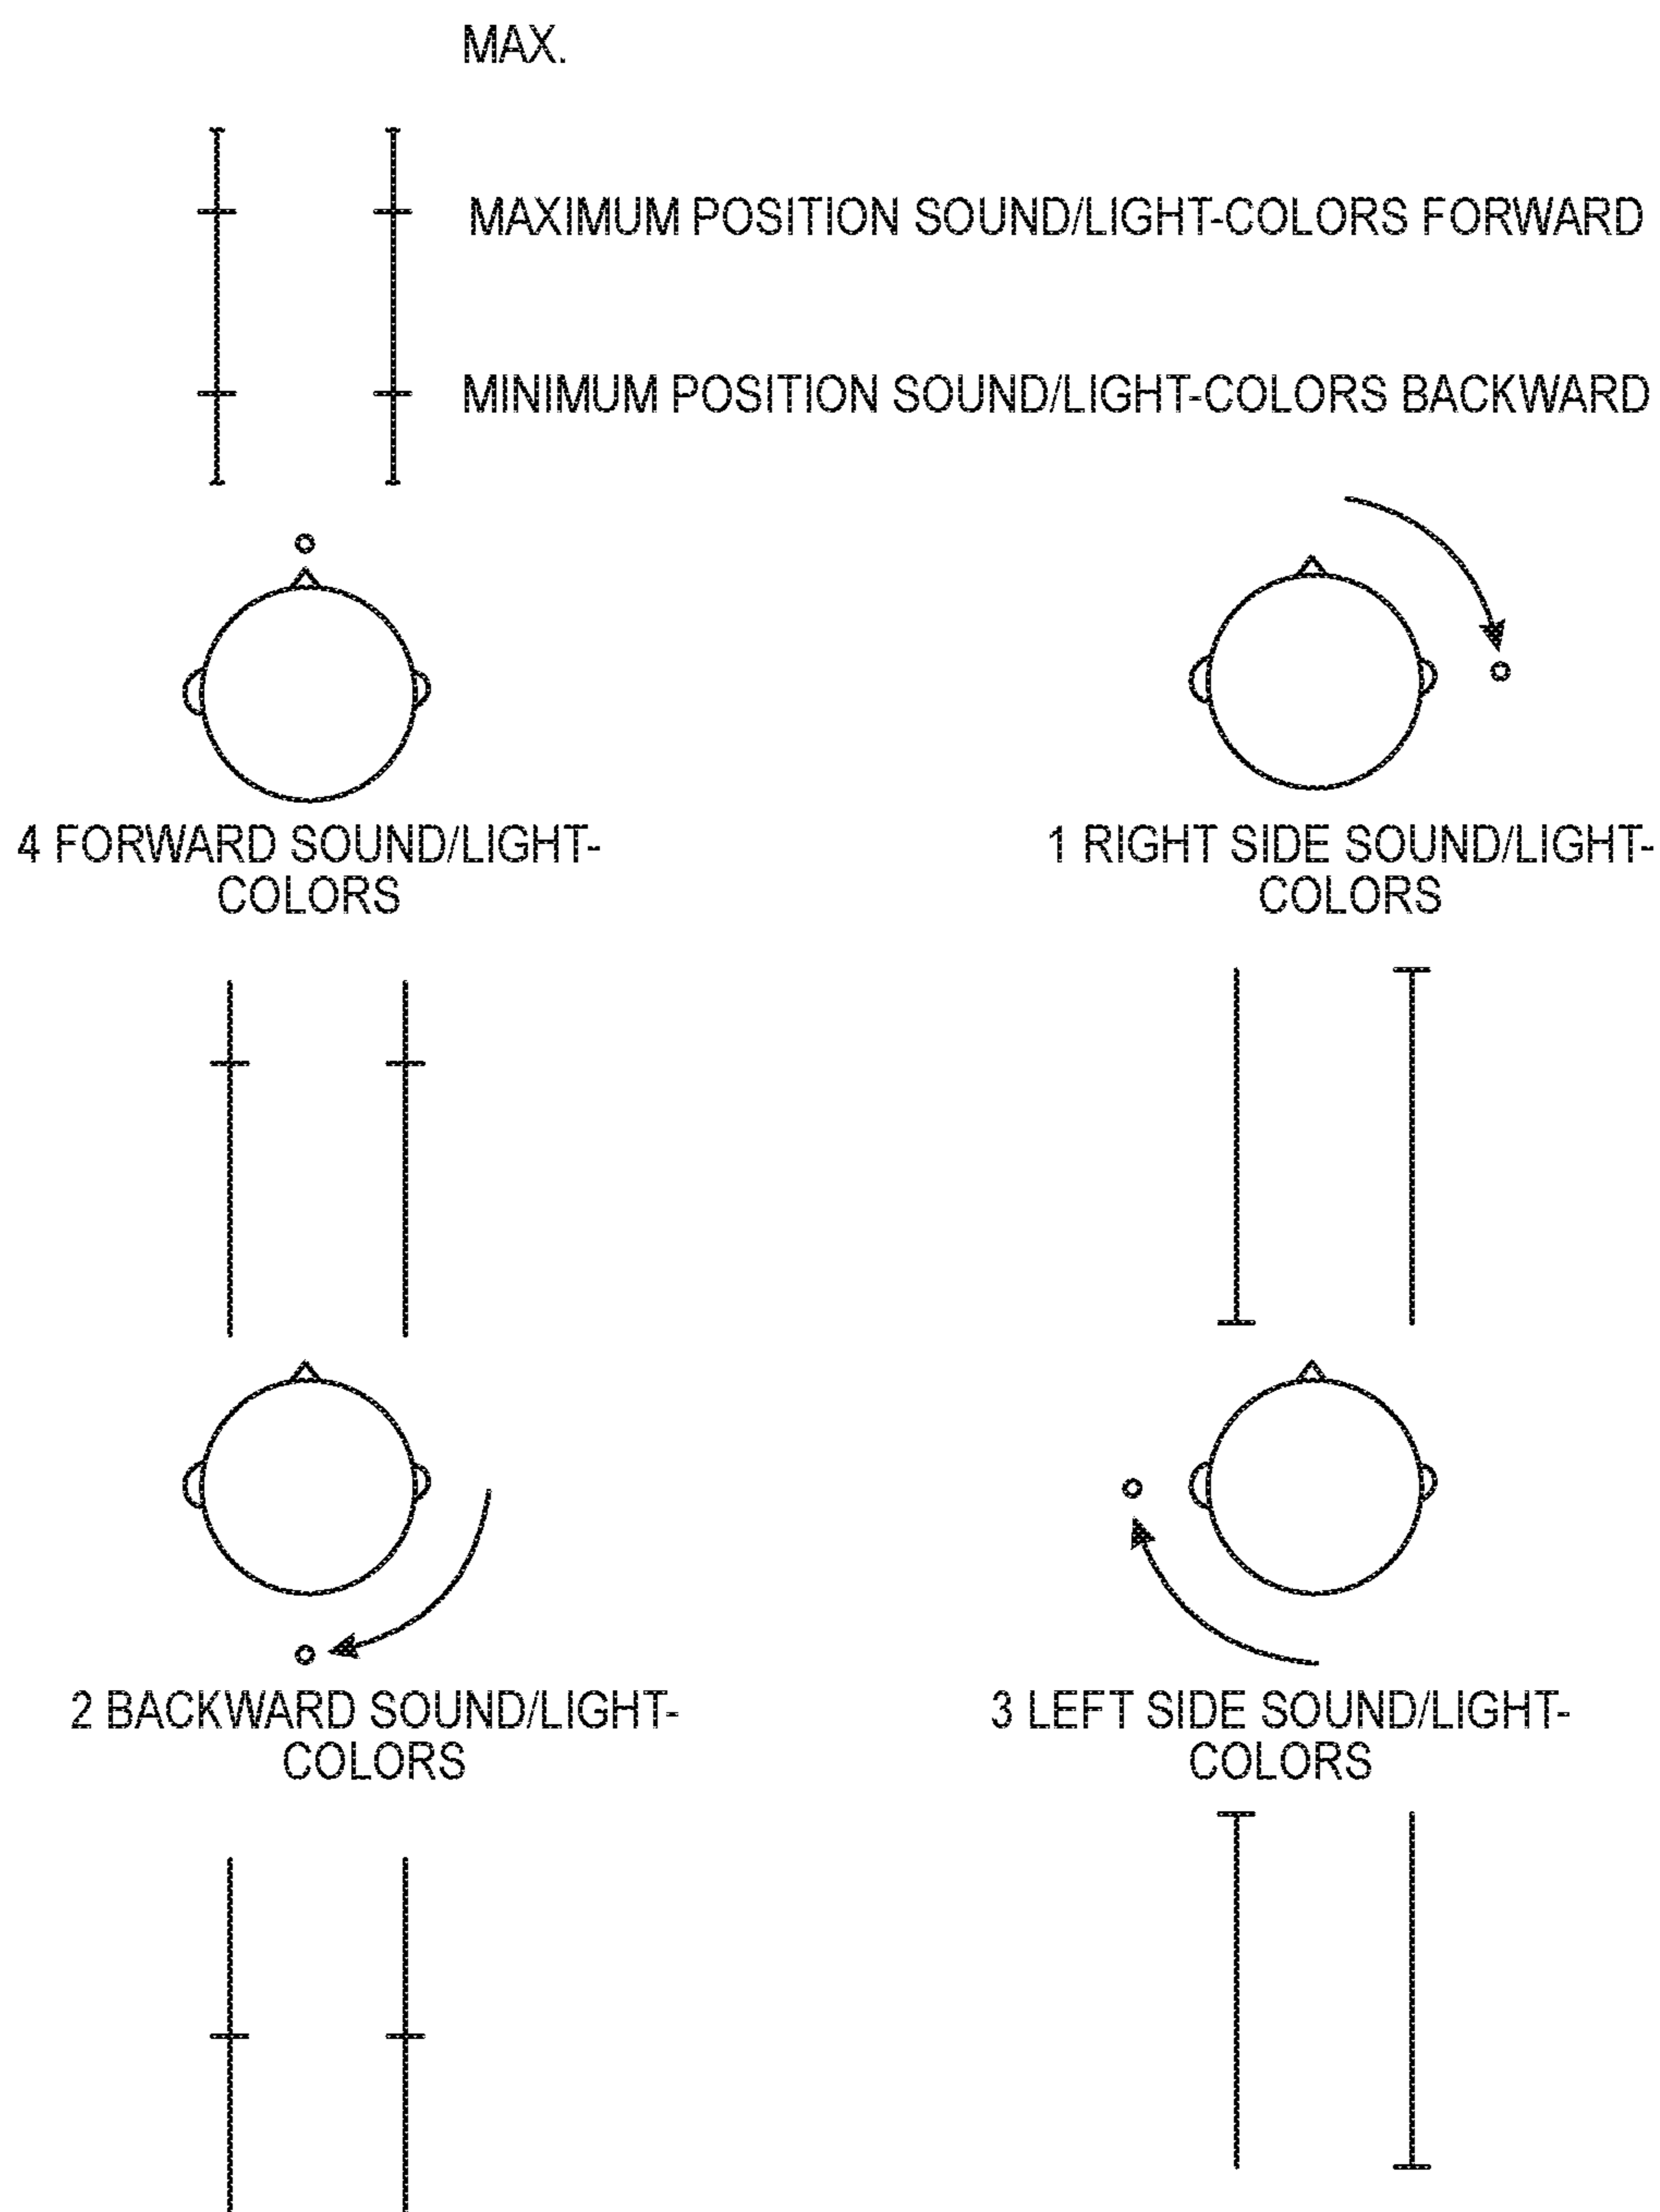 MAX.
MAXIMUM POSITION SOUND/LIGHT-COLORS FORWARD
MINIMUM POSITION SOUND/LIGHT-COLORS BACKWARD
4 FORWARD SOUND/LIGHT-
COLORS
1 RIGHT SIDE SOUND/LIGHT-
COLORS
2 BACKWARD SOUND/LIGHT-
COLORS
3 LEFT SIDE SOUND/LIGHT-
COLORS